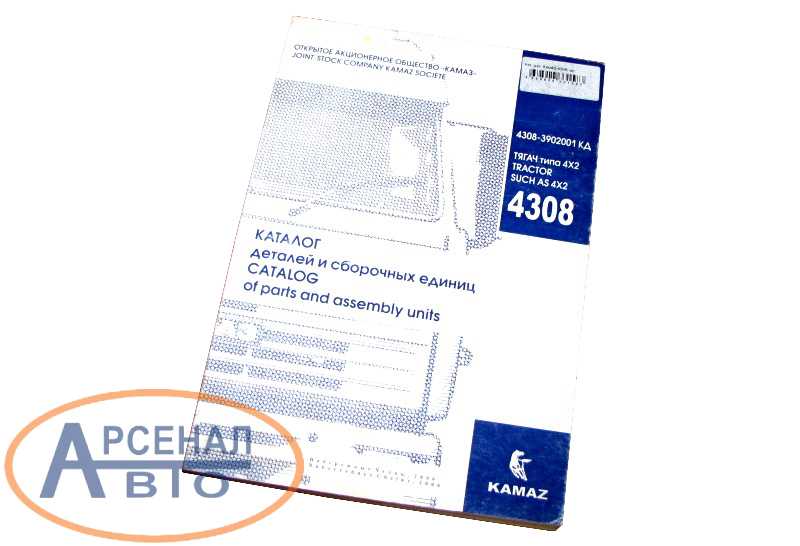 ОТКРЫТОЕ АКЦИОНЕРНОЕ ОБЩЕСТВО «КАМАЗ»
JOINT STOCK COMPANY KAMAZ SOCIETE
4308-3902001 КД
ТЯГАЧ типа 4X2
TRACTOR
SUCH AS 4X2
4308
КАТАЛОГ
деталей и сборочных единиц
CATALOG
of parts and assembly units
KAMAZ
АРСЕНАЛ
АВТО